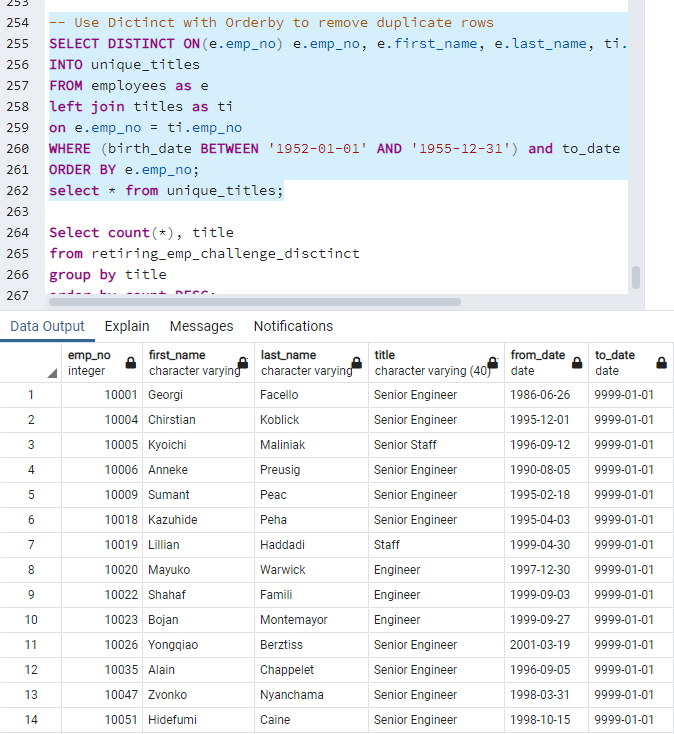 253
254 -- Use Dictinct with Orderby to remove duplicate rows
255 SELECT DISTINCT ON(e.emp_no) e.emp_no, e.first_name, e.last_name, ti.
256 INTO unique_titles
257 FROM employees as e
258 left join titles as ti
259 on e.emp_no = ti.emp_no
260 WHERE (birth_date BETWEEN '1952-01-01' AND '1955-12-31') and to_date
261 ORDER BY e.emp_no;
262 select * from unique_titles;
263
264 Select count(*), title
265 from retiring_emp_challenge_disctinct
266 group by title
267 order by count DESC;
Data Output Explain Messages Notifications
emp_no first_name last_name title from_date to_date
integer character varying character varying character varying (40) date date
1 10001 Georgi Facello Senior Engineer 1986-06-26 9999-01-01
2 10004 Chirstian Koblick Senior Engineer 1995-12-01 9999-01-01
3 10005 Kyoichi Maliniak Senior Staff 1996-09-12 9999-01-01
4 10006 Anneke Preusig Senior Engineer 1990-08-05 9999-01-01
5 10009 Sumant Peac Senior Engineer 1995-02-18 9999-01-01
6 10018 Kazuhide Peha Senior Engineer 1995-04-03 9999-01-01
7 10019 Lillian Haddadi Staff 1999-04-30 9999-01-01
8 10020 Mayuko Warwick Engineer 1997-12-30 9999-01-01
9 10022 Shahaf Famili Engineer 1999-09-03 9999-01-01
10 10023 Bojan Montemayor Engineer 1999-09-27 9999-01-01
11 10026 Yongqiao Berztiss Senior Engineer 2001-03-19 9999-01-01
12 10035 Alain Chappelet Senior Engineer 1996-09-05 9999-01-01
13 10047 Zvonko Nyanchama Senior Engineer 1998-03-31 9999-01-01
14 10051 Hidefumi Caine Senior Engineer 1998-10-15 9999-01-01